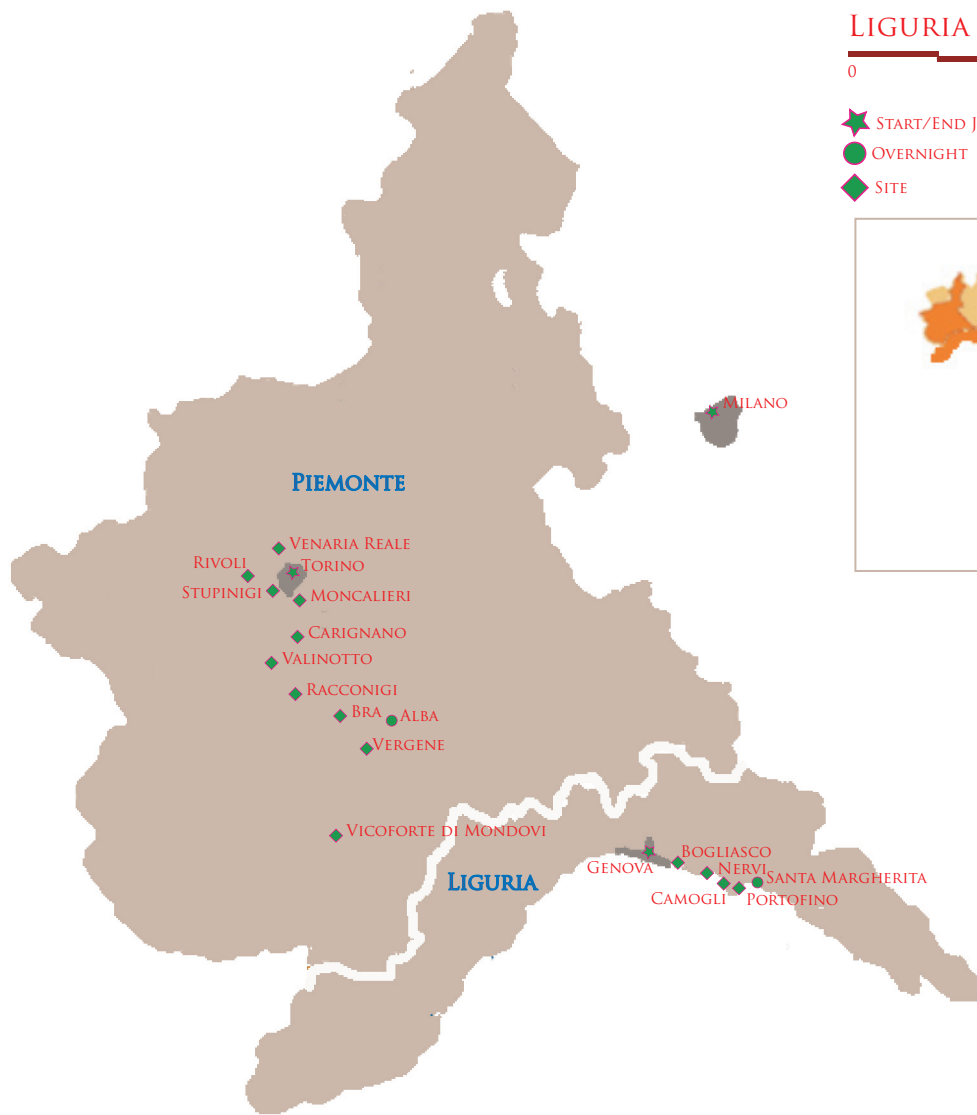 LIGURIA
0
START/END J
OVERNIGHT
SITE
MILANO
PIEMONTE
VENARIA REALE
RIVOLI
TORINO
STUPINIGI
MONCALIERI
CARIGNANO
VALINOTTO
RACCONIGI
BRA
ALBA
VERGENE
VICOFORTE DI MONDOVI
BOGLIASCO
GENOVA
NERVI
LIGURIA
SANTA MARGHERITA
CAMOGLI
PORTOFINO